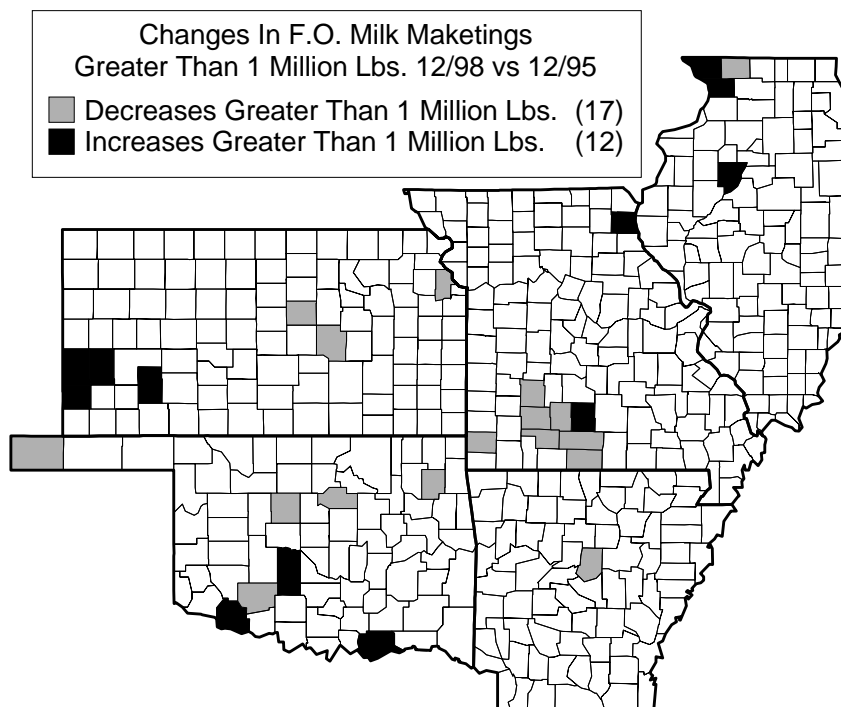 Changes In F.O. Milk Maketings
Greater Than 1 Million Lbs. 12/98 vs 12/95
Decreases Greater Than 1 Million Lbs. (17)
Increases Greater Than 1 Million Lbs. (12)